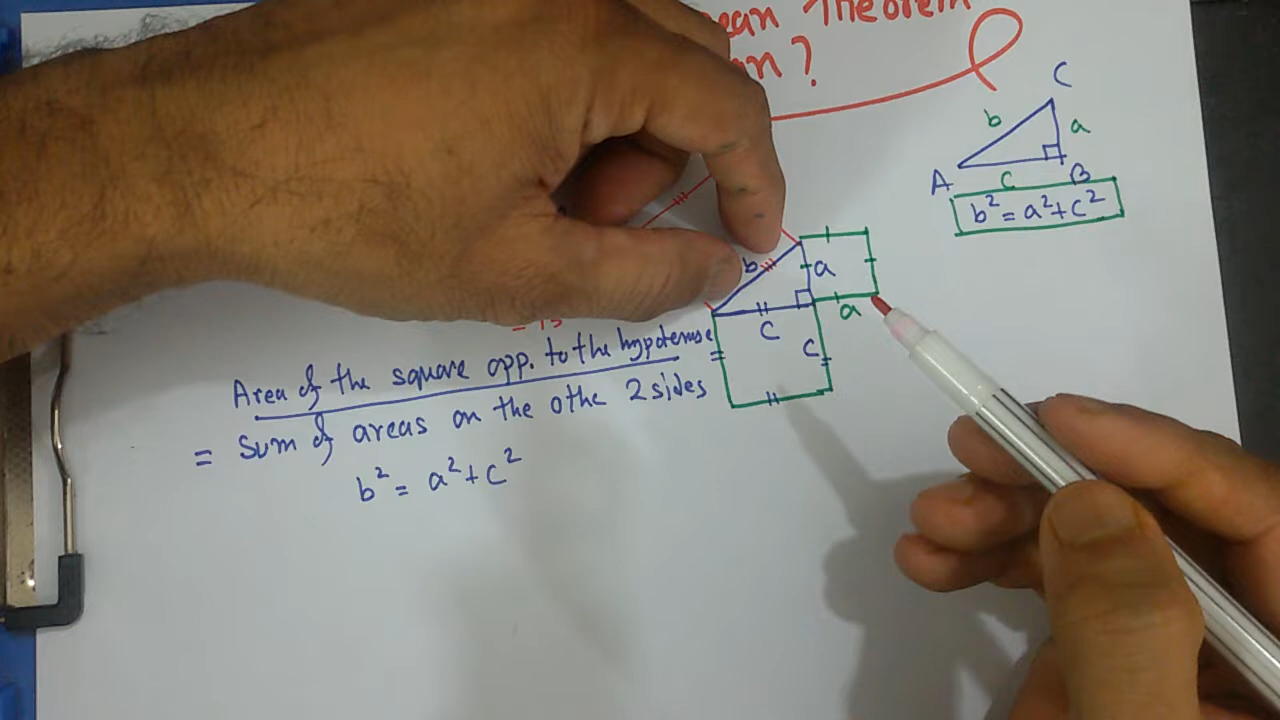 ean Theorem
n?
C
b
a
A
c
B
b² = a² + c²
b
a
a
c
c
Area of the square opp. to the hypotenuse
= Sum of areas on the othe 2 sides
b² = a² + c²